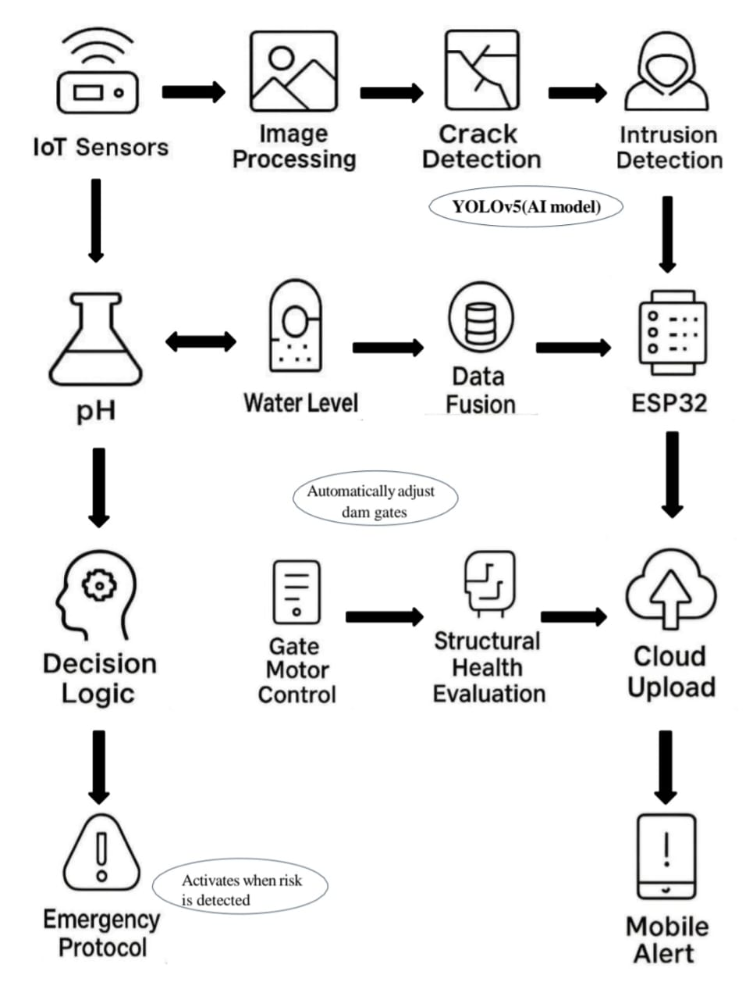 IoT Sensors
Image
Processing
Crack
Detection
Intrusion
Detection
YOLOv5(AI model)
pH
Water Level
Data
Fusion
ESP32
Automatically adjust
dam gates
Decision
Logic
Gate
Motor
Control
Structural
Health
Evaluation
Cloud
Upload
Activates when risk
is detected
Emergency
Protocol
Mobile
Alert